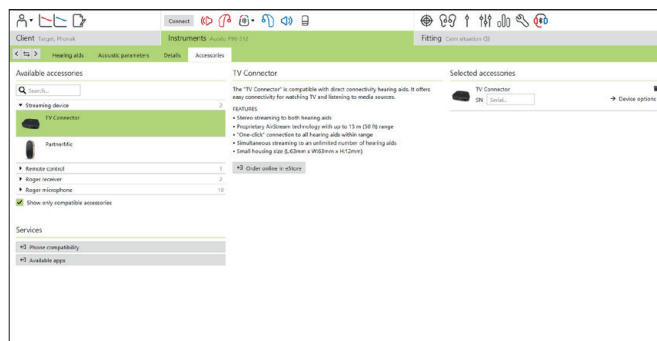 Connect
Client Target, Phonak
Instruments Audéo P90-312
Fitting Calm situation (3)
Hearing aids Acoustic parameters Details Accessories
Available accessories
Search...
Streaming device 2
TV Connector
PartnerMic
Remote control 1
Roger receiver 2
Roger microphone 10
Show only compatible accessories
Services
Phone compatibility
Available apps
TV Connector
The "TV Connector" is compatible with direct connectivity hearing aids. It offers
easy connectivity for watching TV and listening to media sources.
FEATURES
• Stereo streaming to both hearing aids
• Proprietary AirStream technology with up to 15 m (50 ft) range
• "One-click" connection to all hearing aids within range
• Simultaneous streaming to an unlimited number of hearing aids
• Small housing size (L:63mm x W:63mm x H:12mm)
Order online in eStore
Selected accessories
TV Connector
SN Serial...
Device options